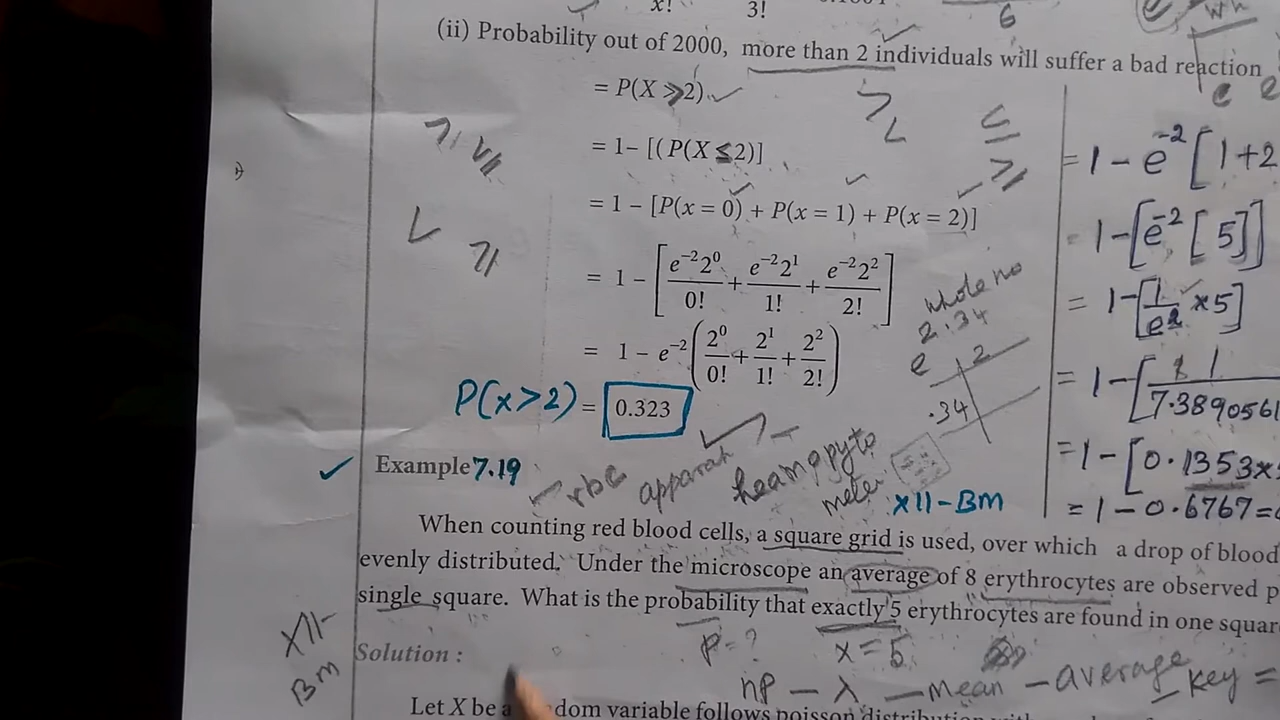 x! 3! 6
(ii) Probability out of 2000, more than 2 individuals will suffer a bad reaction
= P(X ⩾2)
= 1– [( P(X≤2)]
= 1 – [P(x = 0) + P(x = 1) + P(x = 2)]
= 1 – [e⁻²2⁰/0! + e⁻²2¹/1! + e⁻²2²/2!]
= 1 – e⁻²(2⁰/0! + 2¹/1! + 2²/2!)
P(x>2) = 0.323
= 1 - e⁻² [1+2
= 1-[e⁻² [5]]
= 1-[1/e² x5]
= 1-[1/7.3890561
= 1-[0.1353x
= 1-0.6767=
whole no
2.34
e 2
.34
Example 7.19
rbc
heamopyto
meter
XII-BM
When counting red blood cells, a square grid is used, over which a drop of blood
evenly distributed. Under the microscope an average of 8 erythrocytes are observed p
single square. What is the probability that exactly 5 erythrocytes are found in one squar
XII-
BM
Solution :
P=? x=5
np – λ – mean – average – key =
Let X be a random variable follows poisson distribution